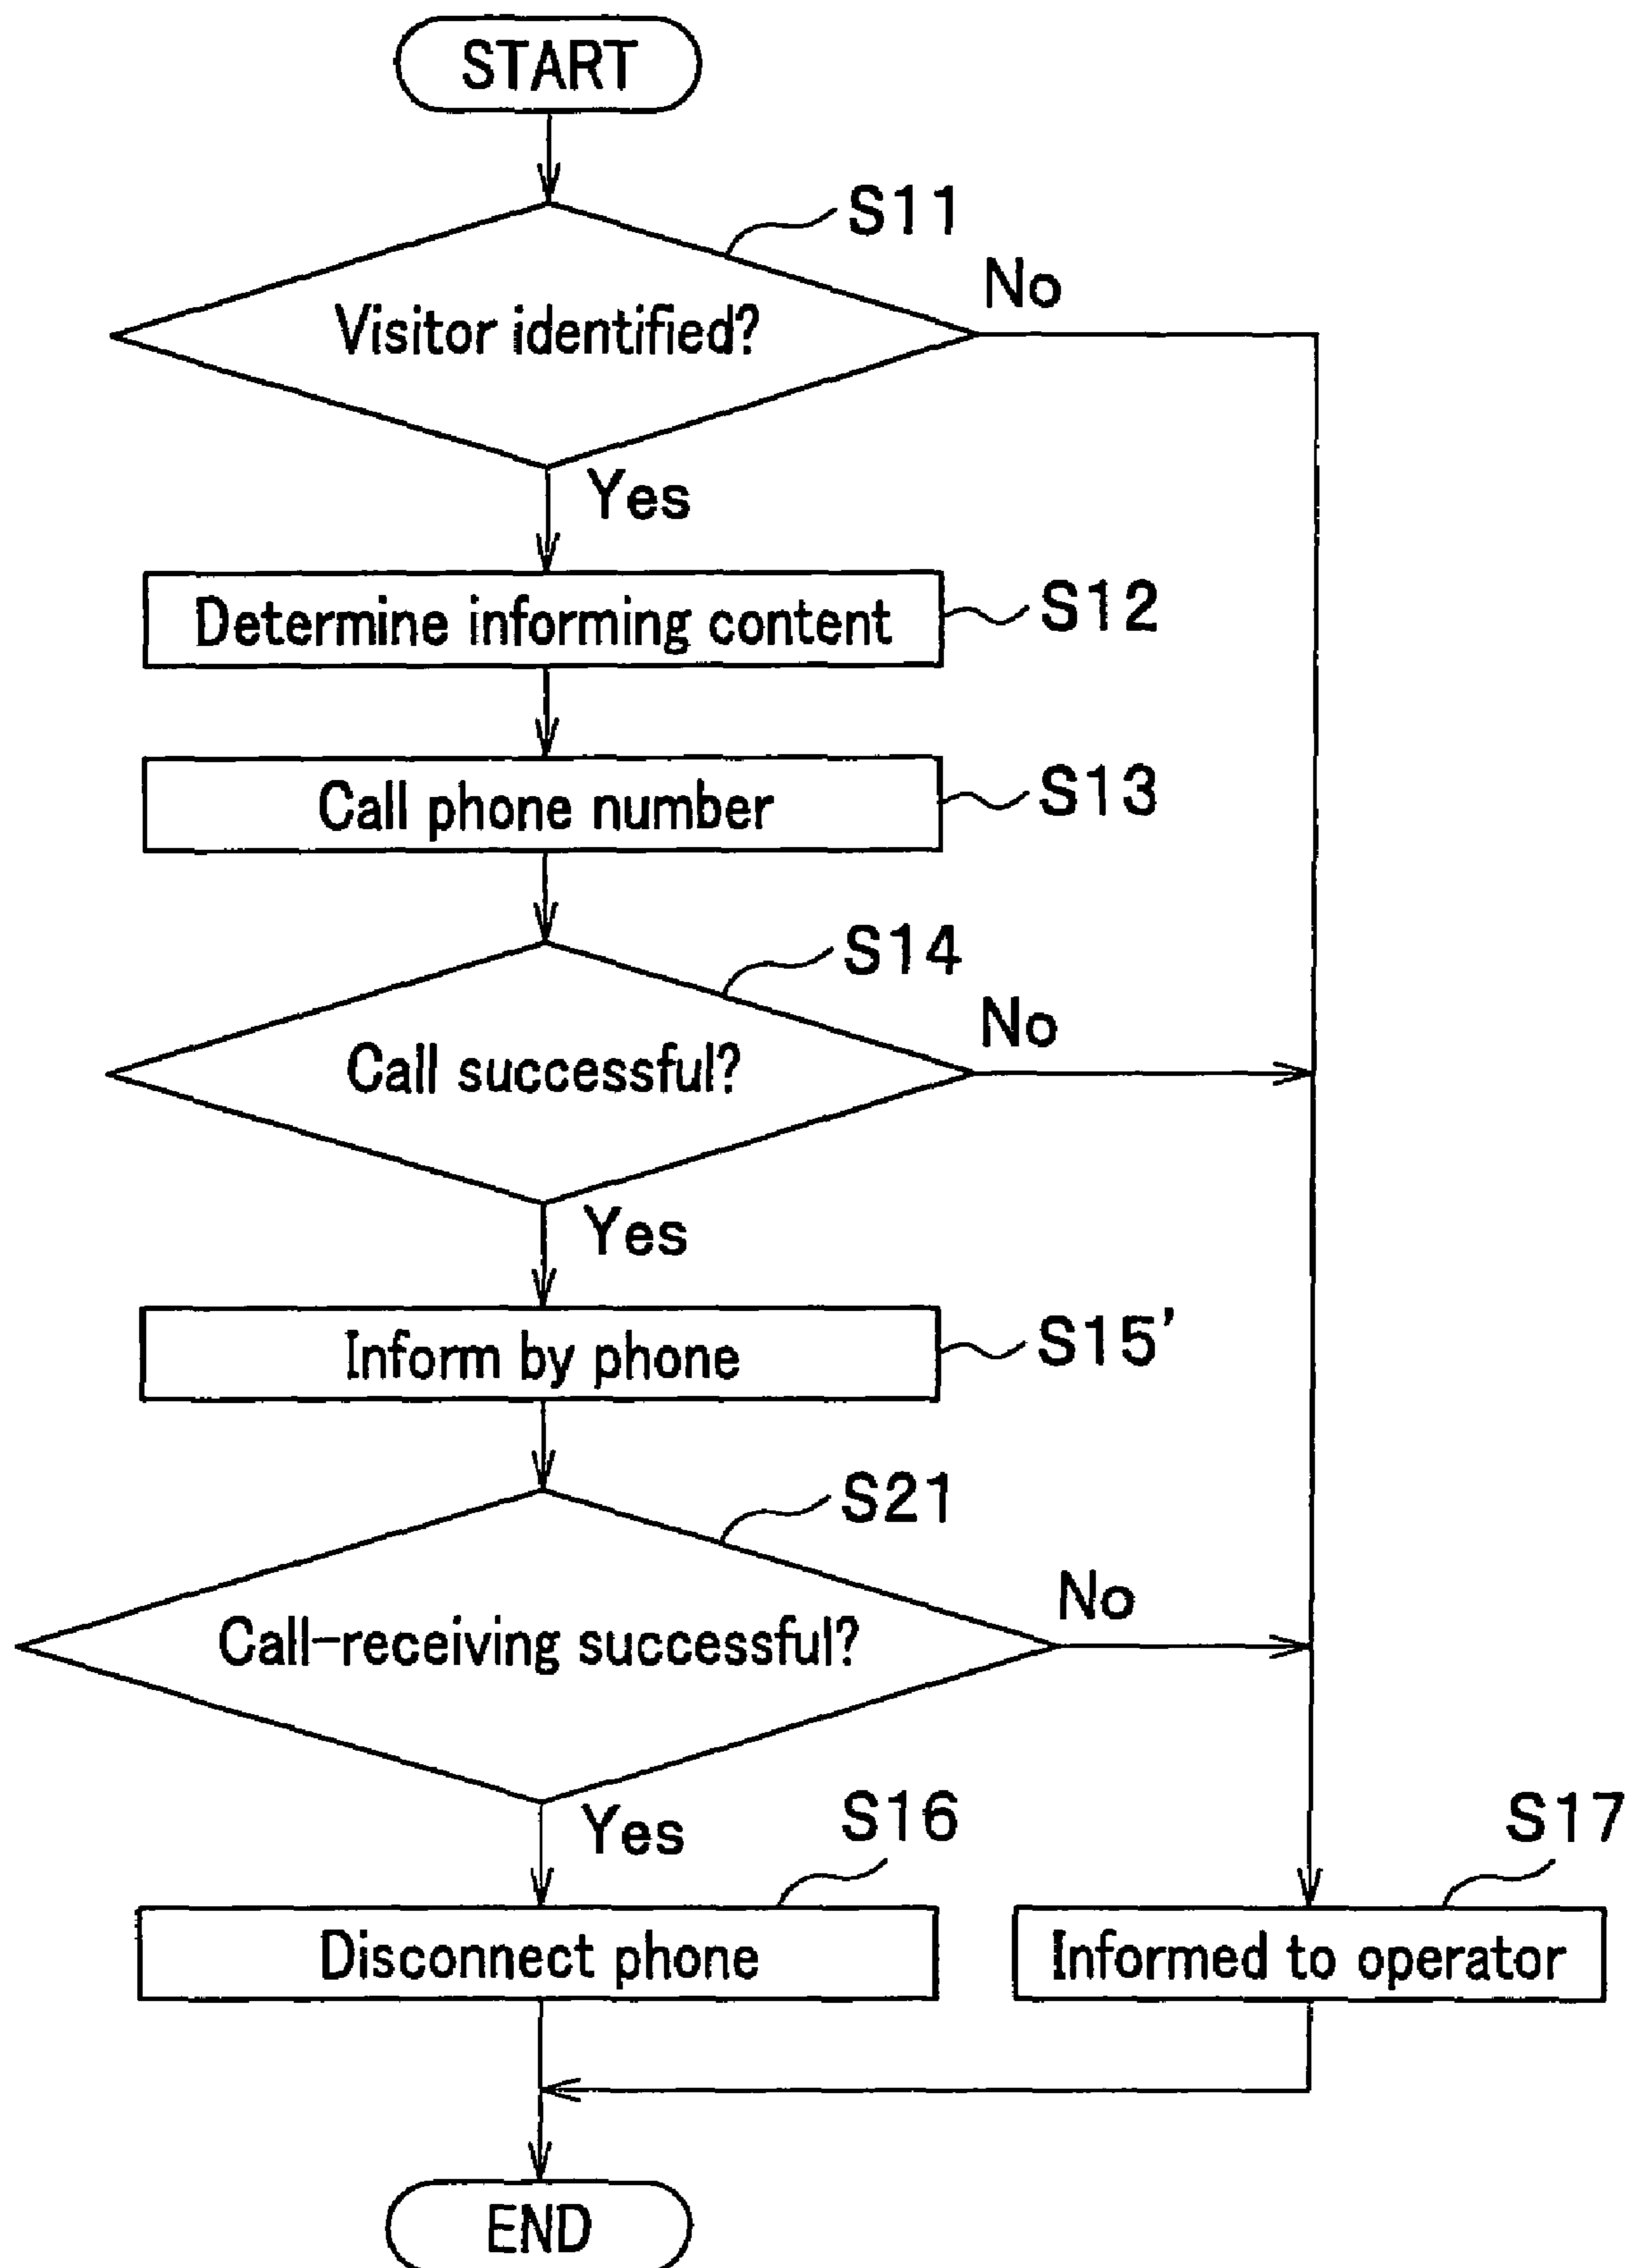 START
S11
No
Visitor identified?
Yes
Determine informing content
S12
Call phone number
S13
S14
No
Call successful?
Yes
Inform by phone
S15'
S21
No
Call-receiving successful?
Yes
S16
S17
Disconnect phone
Informed to operator
END